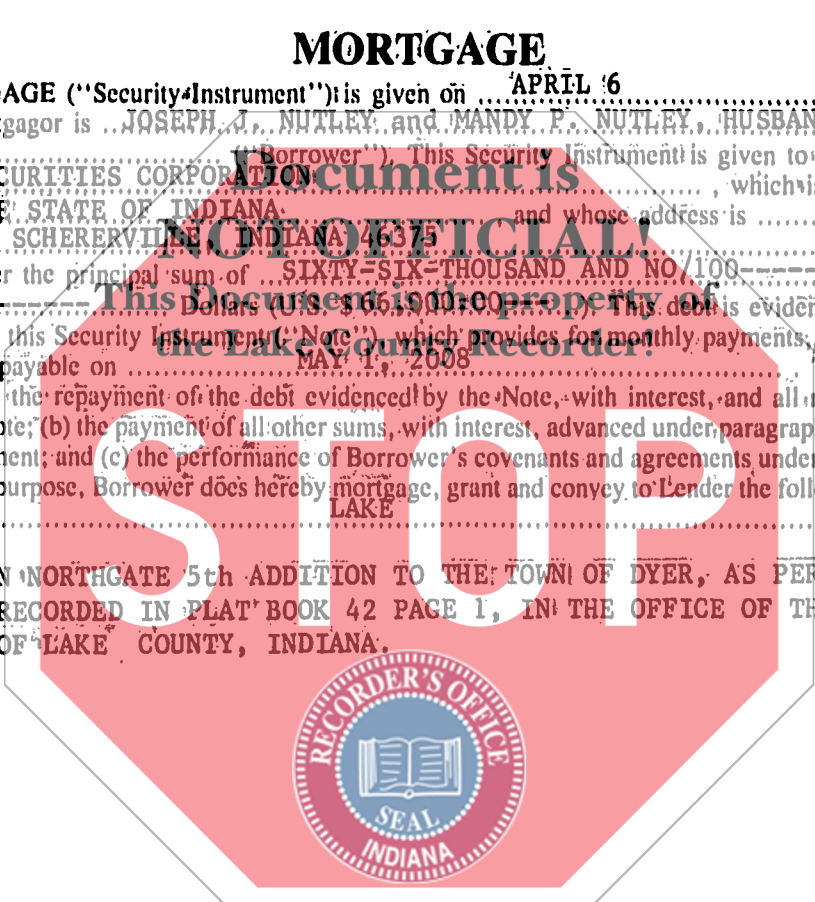 MORTGAGE
AGE ("Security Instrument") is given on APRIL 6
gagor is JOSEPH J. NUTLEY and MANDY P. NUTLEY, HUSBAN
("Borrower"). This Security Instrument is given to
CURITIES CORPORATION, which is
E STATE OF INDIANA and whose address is
SCHERERVILLE, INDIANA 46375
r the principal sum of SIXTY-SIX-THOUSAND AND NO/100------
------ Dollars (U.S. $ 66,000.00----). This debt is eviden
this Security Instrument ("Note"), which provides for monthly payments,
payable on MAY 1, 2008
the repayment of the debt evidenced by the Note, with interest, and all
te; (b) the payment of all other sums, with interest, advanced under paragrap
ent; and (c) the performance of Borrower's covenants and agreements under
purpose, Borrower does hereby mortgage, grant and convey to Lender the foll
LAKE
N NORTHGATE 5th ADDITION TO THE TOWN OF DYER, AS PER
RECORDED IN PLAT BOOK 42 PAGE 1, IN THE OFFICE OF TH
OF LAKE COUNTY, INDIANA.
Document is
NOT OFFICIAL!
This Document is the property of
the Lake County Recorder!
STOP
RECORDER'S OFFICE
SEAL
INDIANA